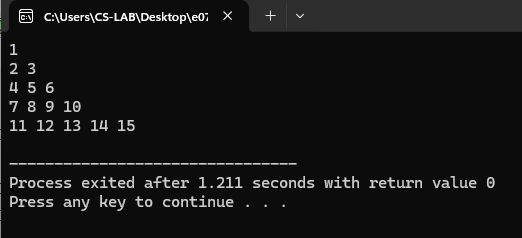 C:\Users\CS-LAB\Desktop\e07
1
2 3
4 5 6
7 8 9 10
11 12 13 14 15
--------------------------------
Process exited after 1.211 seconds with return value 0
Press any key to continue . . .